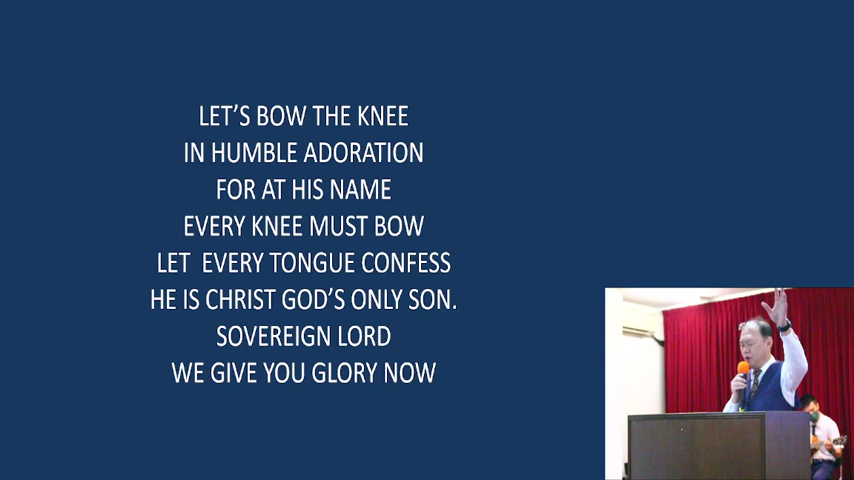 LET’S BOW THE KNEE
IN HUMBLE ADORATION
FOR AT HIS NAME
EVERY KNEE MUST BOW
LET  EVERY TONGUE CONFESS
HE IS CHRIST GOD’S ONLY SON.
SOVEREIGN LORD
WE GIVE YOU GLORY NOW